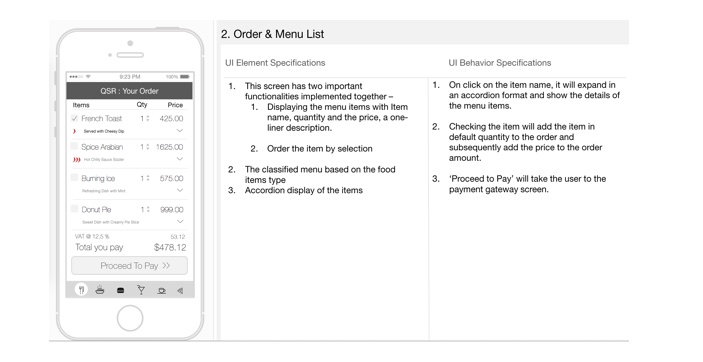 2. Order & Menu List
UI Element Specifications
UI Behavior Specifications
9:23 PM
100%
QSR : Your Order
Items Qty Price
French Toast 1 425.00
Served with Cheesy Dip
Spice Arabian 1 1625.00
Hot Chilly Sauce Sizzler
Burning Ice 1 575.00
Refreshing Dish with Mint
Donut Pie 1 999.00
Sweet Dish with Creamy Pie Slice
VAT @ 12.5 % 53.12
Total you pay $478.12
Proceed To Pay >>
1. This screen has two important
functionalities implemented together –
1. Displaying the menu items with Item
name, quantity and the price, a one-
liner description.
2. Order the item by selection
2. The classified menu based on the food
items type
3. Accordion display of the items
1. On click on the item name, it will expand in
an accordion format and show the details of
the menu items.
2. Checking the item will add the item in
default quantity to the order and
subsequently add the price to the order
amount.
3. ‘Proceed to Pay’ will take the user to the
payment gateway screen.